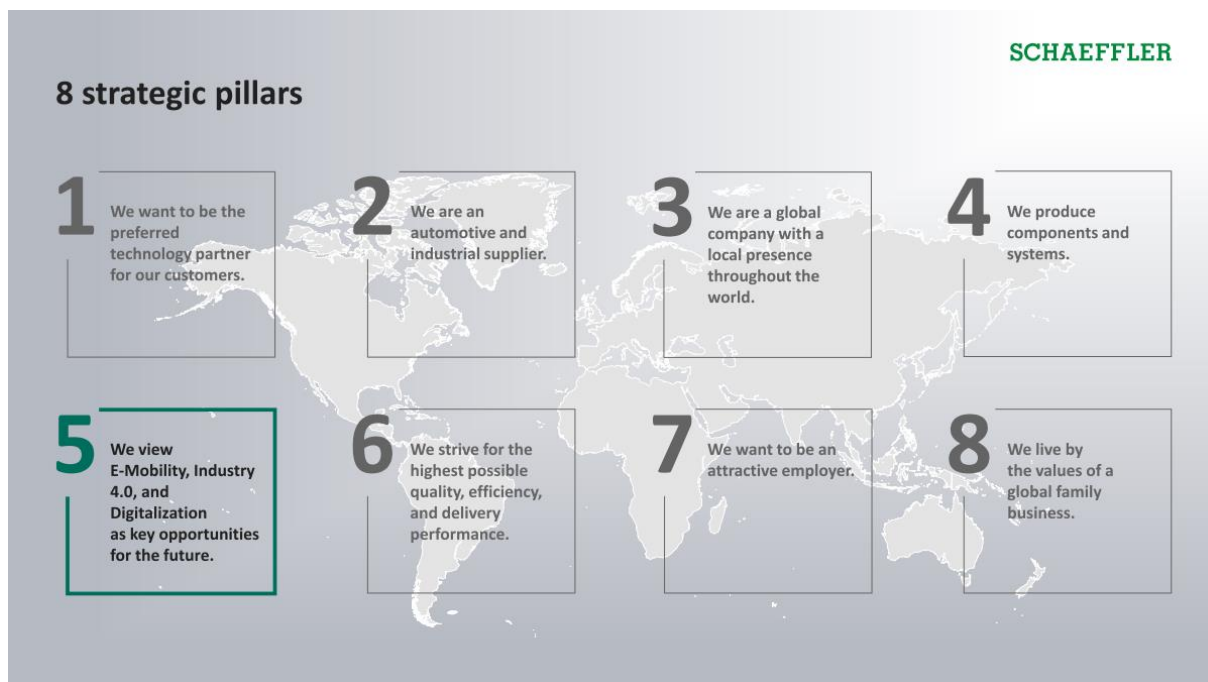 SCHAEFFLER
8 strategic pillars
1
We want to be the
preferred
technology partner
for our customers.
2
We are an
automotive and
industrial supplier.
3
We are a global
company with a
local presence
throughout the
world.
4
We produce
components and
systems.
5
We view
E-Mobility, Industry
4.0, and
Digitalization
as key opportunities
for the future.
6
We strive for the
highest possible
quality, efficiency,
and delivery
performance.
7
We want to be an
attractive employer.
8
We live by
the values of a
global family
business.